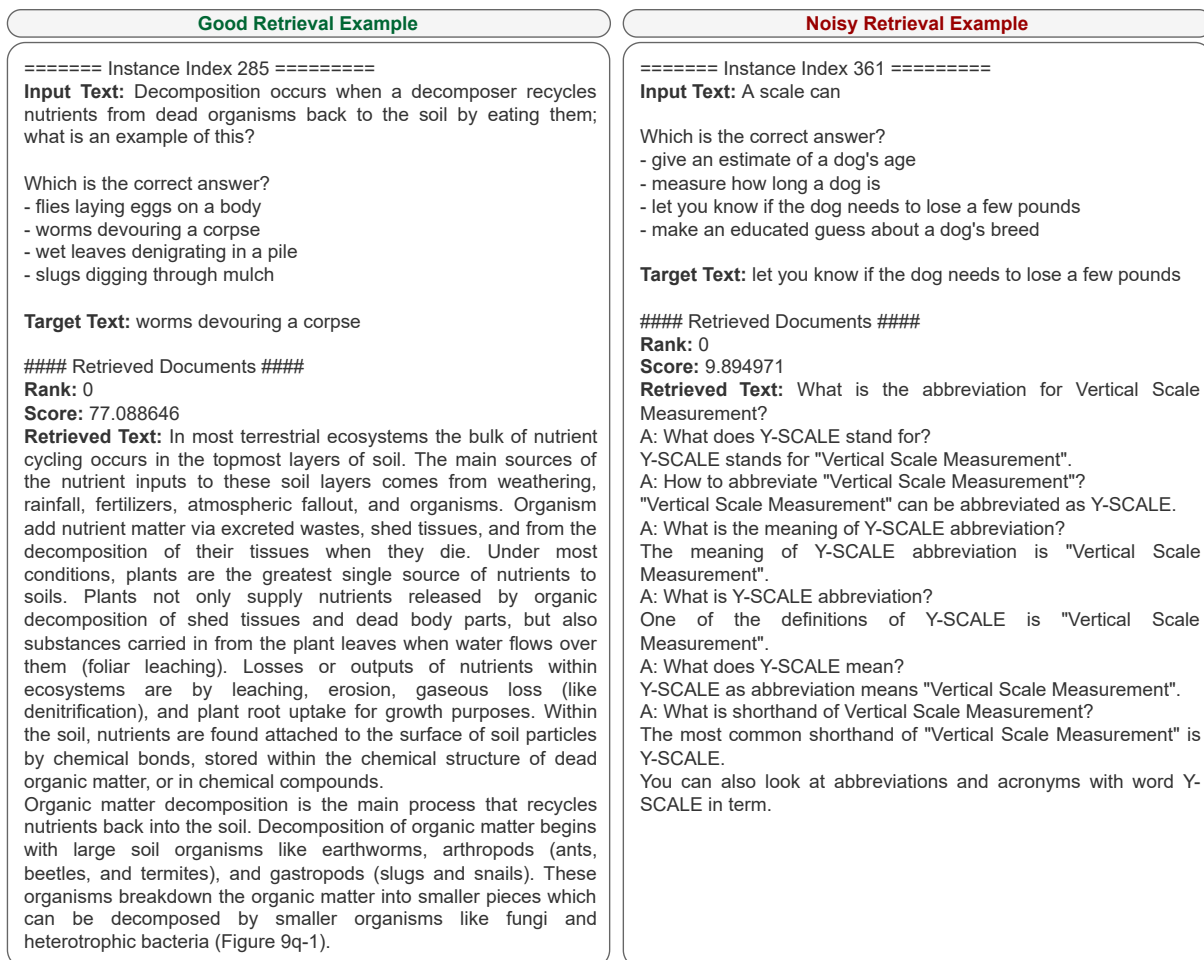 Good Retrieval Example
======= Instance Index 285 =========
Input Text: Decomposition occurs when a decomposer recycles
nutrients from dead organisms back to the soil by eating them;
what is an example of this?
Which is the correct answer?
- flies laying eggs on a body
- worms devouring a corpse
- wet leaves denigrating in a pile
- slugs digging through mulch
Target Text: worms devouring a corpse
#### Retrieved Documents ####
Rank: 0
Score: 77.088646
Retrieved Text: In most terrestrial ecosystems the bulk of nutrient
cycling occurs in the topmost layers of soil. The main sources of
the nutrient inputs to these soil layers comes from weathering,
rainfall, fertilizers, atmospheric fallout, and organisms. Organism
add nutrient matter via excreted wastes, shed tissues, and from the
decomposition of their tissues when they die. Under most
conditions, plants are the greatest single source of nutrients to
soils. Plants not only supply nutrients released by organic
decomposition of shed tissues and dead body parts, but also
substances carried in from the plant leaves when water flows over
them (foliar leaching). Losses or outputs of nutrients within
ecosystems are by leaching, erosion, gaseous loss (like
denitrification), and plant root uptake for growth purposes. Within
the soil, nutrients are found attached to the surface of soil particles
by chemical bonds, stored within the chemical structure of dead
organic matter, or in chemical compounds.
Organic matter decomposition is the main process that recycles
nutrients back into the soil. Decomposition of organic matter begins
with large soil organisms like earthworms, arthropods (ants,
beetles, and termites), and gastropods (slugs and snails). These
organisms breakdown the organic matter into smaller pieces which
can be decomposed by smaller organisms like fungi and
heterotrophic bacteria (Figure 9q-1).
Noisy Retrieval Example
======= Instance Index 361 =========
Input Text: A scale can
Which is the correct answer?
- give an estimate of a dog's age
- measure how long a dog is
- let you know if the dog needs to lose a few pounds
- make an educated guess about a dog's breed
Target Text: let you know if the dog needs to lose a few pounds
#### Retrieved Documents ####
Rank: 0
Score: 9.894971
Retrieved Text: What is the abbreviation for Vertical Scale
Measurement?
A: What does Y-SCALE stand for?
Y-SCALE stands for "Vertical Scale Measurement".
A: How to abbreviate "Vertical Scale Measurement"?
"Vertical Scale Measurement" can be abbreviated as Y-SCALE.
A: What is the meaning of Y-SCALE abbreviation?
The meaning of Y-SCALE abbreviation is "Vertical Scale
Measurement".
A: What is Y-SCALE abbreviation?
One of the definitions of Y-SCALE is "Vertical Scale
Measurement".
A: What does Y-SCALE mean?
Y-SCALE as abbreviation means "Vertical Scale Measurement".
A: What is shorthand of Vertical Scale Measurement?
The most common shorthand of "Vertical Scale Measurement" is
Y-SCALE.
You can also look at abbreviations and acronyms with word Y-
SCALE in term.